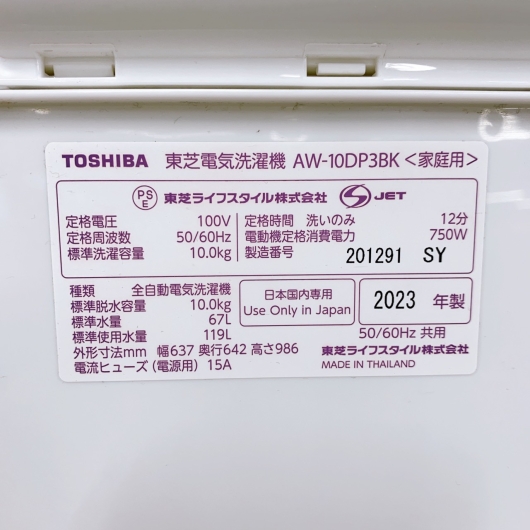 TOSHIBA 東芝電気洗濯機 AW-10DP3BK <家庭用>
PS
E 東芝ライフスタイル株式会社 S JET
定格電圧 100V
定格周波数 50/60Hz
標準洗濯容量 10.0kg
定格時間 洗いのみ 12分
電動機定格消費電力 750W
製造番号 201291 SY
種類 全自動電気洗濯機
標準脱水容量 10.0kg
標準水量 67L
標準使用水量 119L
外形寸法mm 幅637 奥行642 高さ986
電流ヒューズ(電源用) 15A
日本国内専用
Use Only in Japan
2023 年製
50/60Hz 共用
東芝ライフスタイル株式会社
MADE IN THAILAND